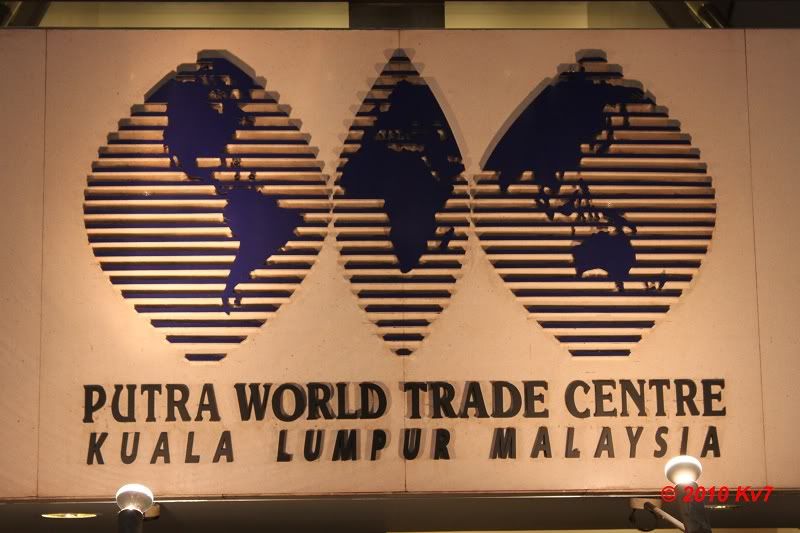 PUTRA WORLD TRADE CENTRE
KUALA LUMPUR MALAYSIA
© 2010 Kv7